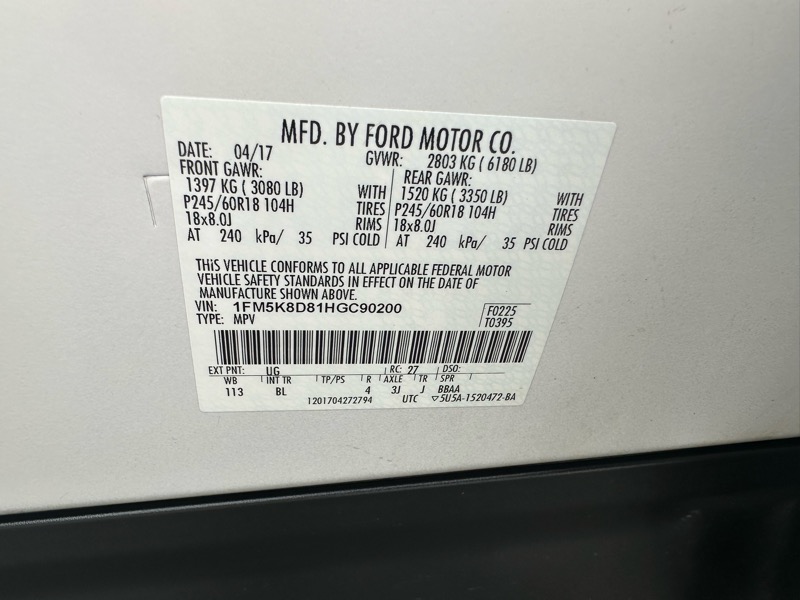 MFD. BY FORD MOTOR CO.
DATE: 04/17 GVWR: 2803 KG ( 6180 LB)
FRONT GAWR: REAR GAWR:
1397 KG ( 3080 LB) WITH 1520 KG ( 3350 LB) WITH
P245/60R18 104H TIRES P245/60R18 104H TIRES
18x8.0J RIMS 18x8.0J RIMS
AT 240 kPa/ 35 PSI COLD AT 240 kPa/ 35 PSI COLD
THIS VEHICLE CONFORMS TO ALL APPLICABLE FEDERAL MOTOR
VEHICLE SAFETY STANDARDS IN EFFECT ON THE DATE OF
MANUFACTURE SHOWN ABOVE.
VIN: 1FM5K8D81HGC90200 F0225
TYPE: MPV T0395
EXT PNT: UG RC: 27 DSO:
WB INT TR TP/PS R AXLE TR SPR
113 BL 4 3J J BBAA
1201704272794 UTC ▽5U5A-1520472-BA